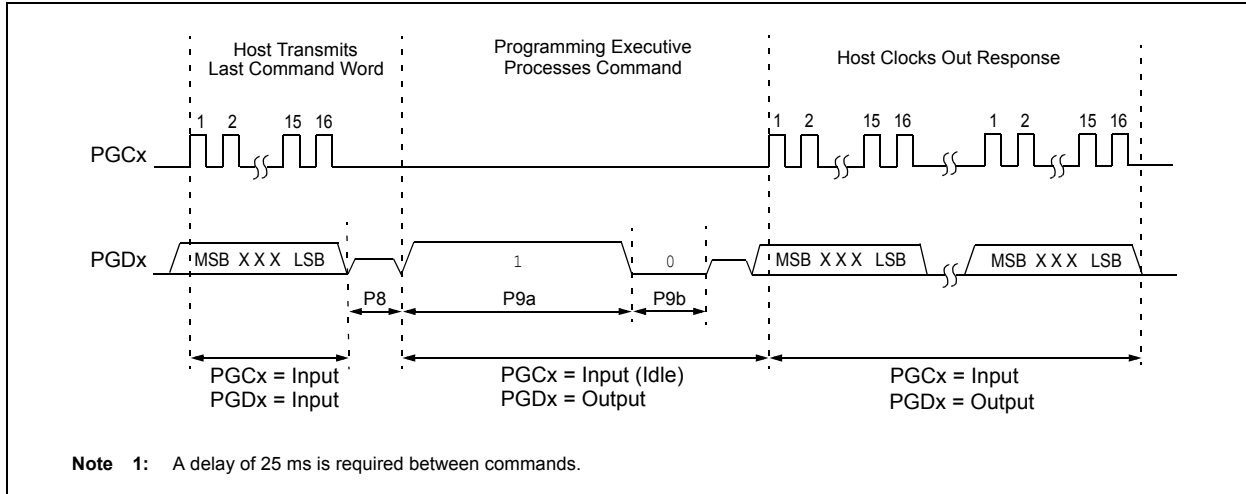 Host Transmits
Last Command Word
Programming Executive
Processes Command
Host Clocks Out Response
1 2 15 16
1 2 15 16
1 2 15 16
PGCx
PGDx
MSB X X X LSB
1
0
MSB X X X LSB
MSB X X X LSB
P8
P9a
P9b
PGCx = Input
PGDx = Input
PGCx = Input (Idle)
PGDx = Output
PGCx = Input
PGDx = Output
Note 1: A delay of 25 ms is required between commands.